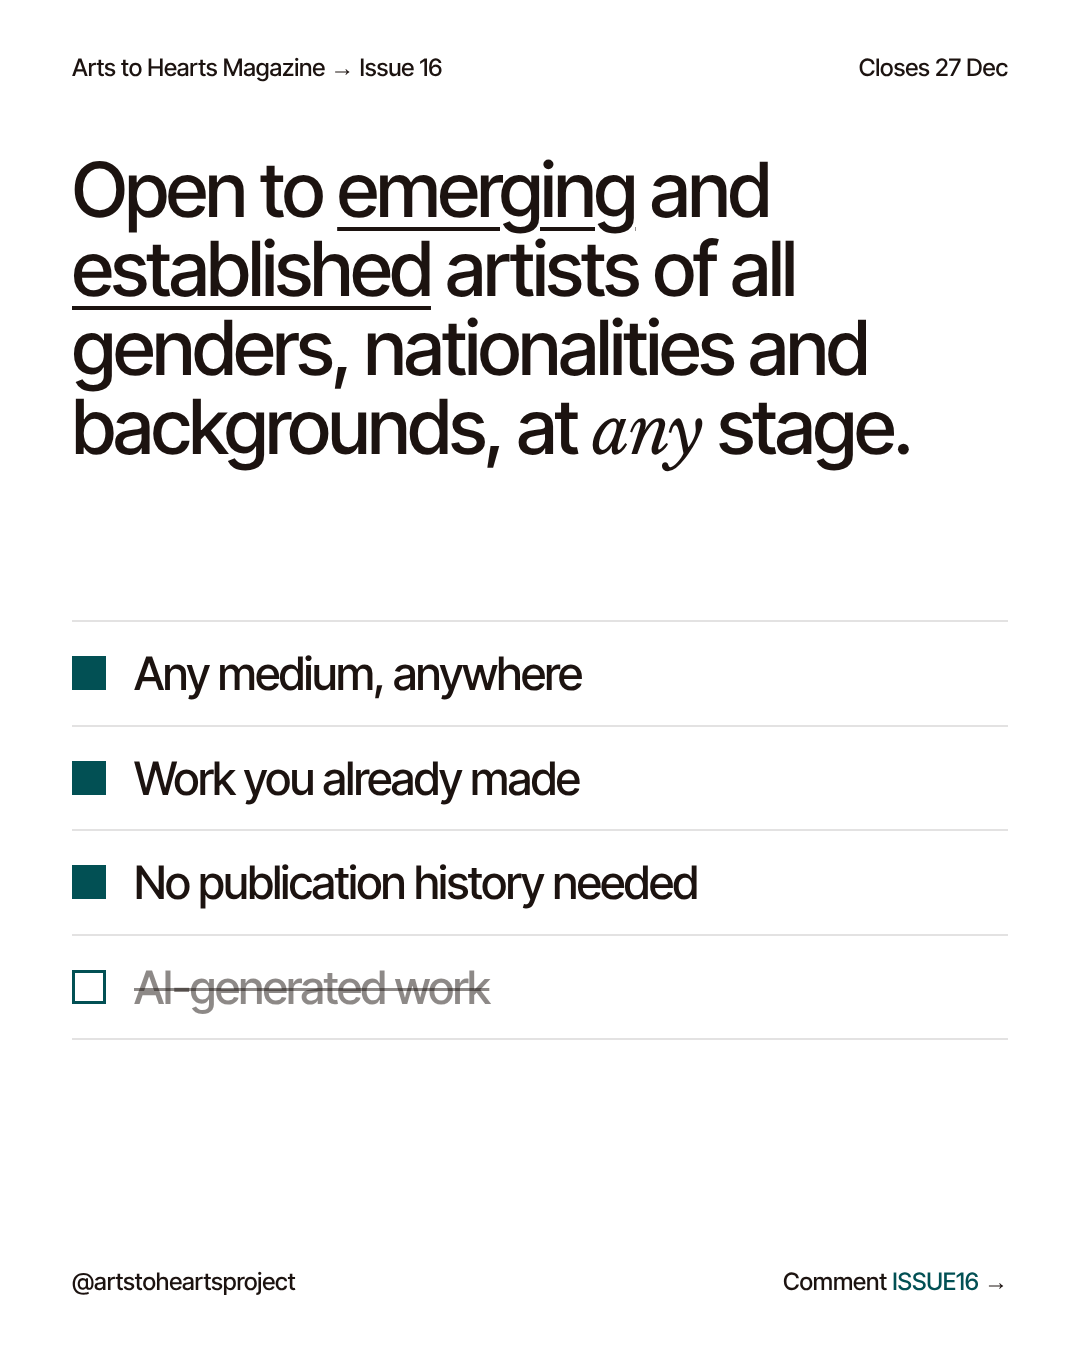 Arts to Hearts Magazine → Issue 16
Closes 27 Dec
Open to emerging and
established artists of all
genders, nationalities and
backgrounds, at any stage.
Any medium, anywhere
Work you already made
No publication history needed
AI-generated work
@artstoheartsproject
Comment ISSUE16 →